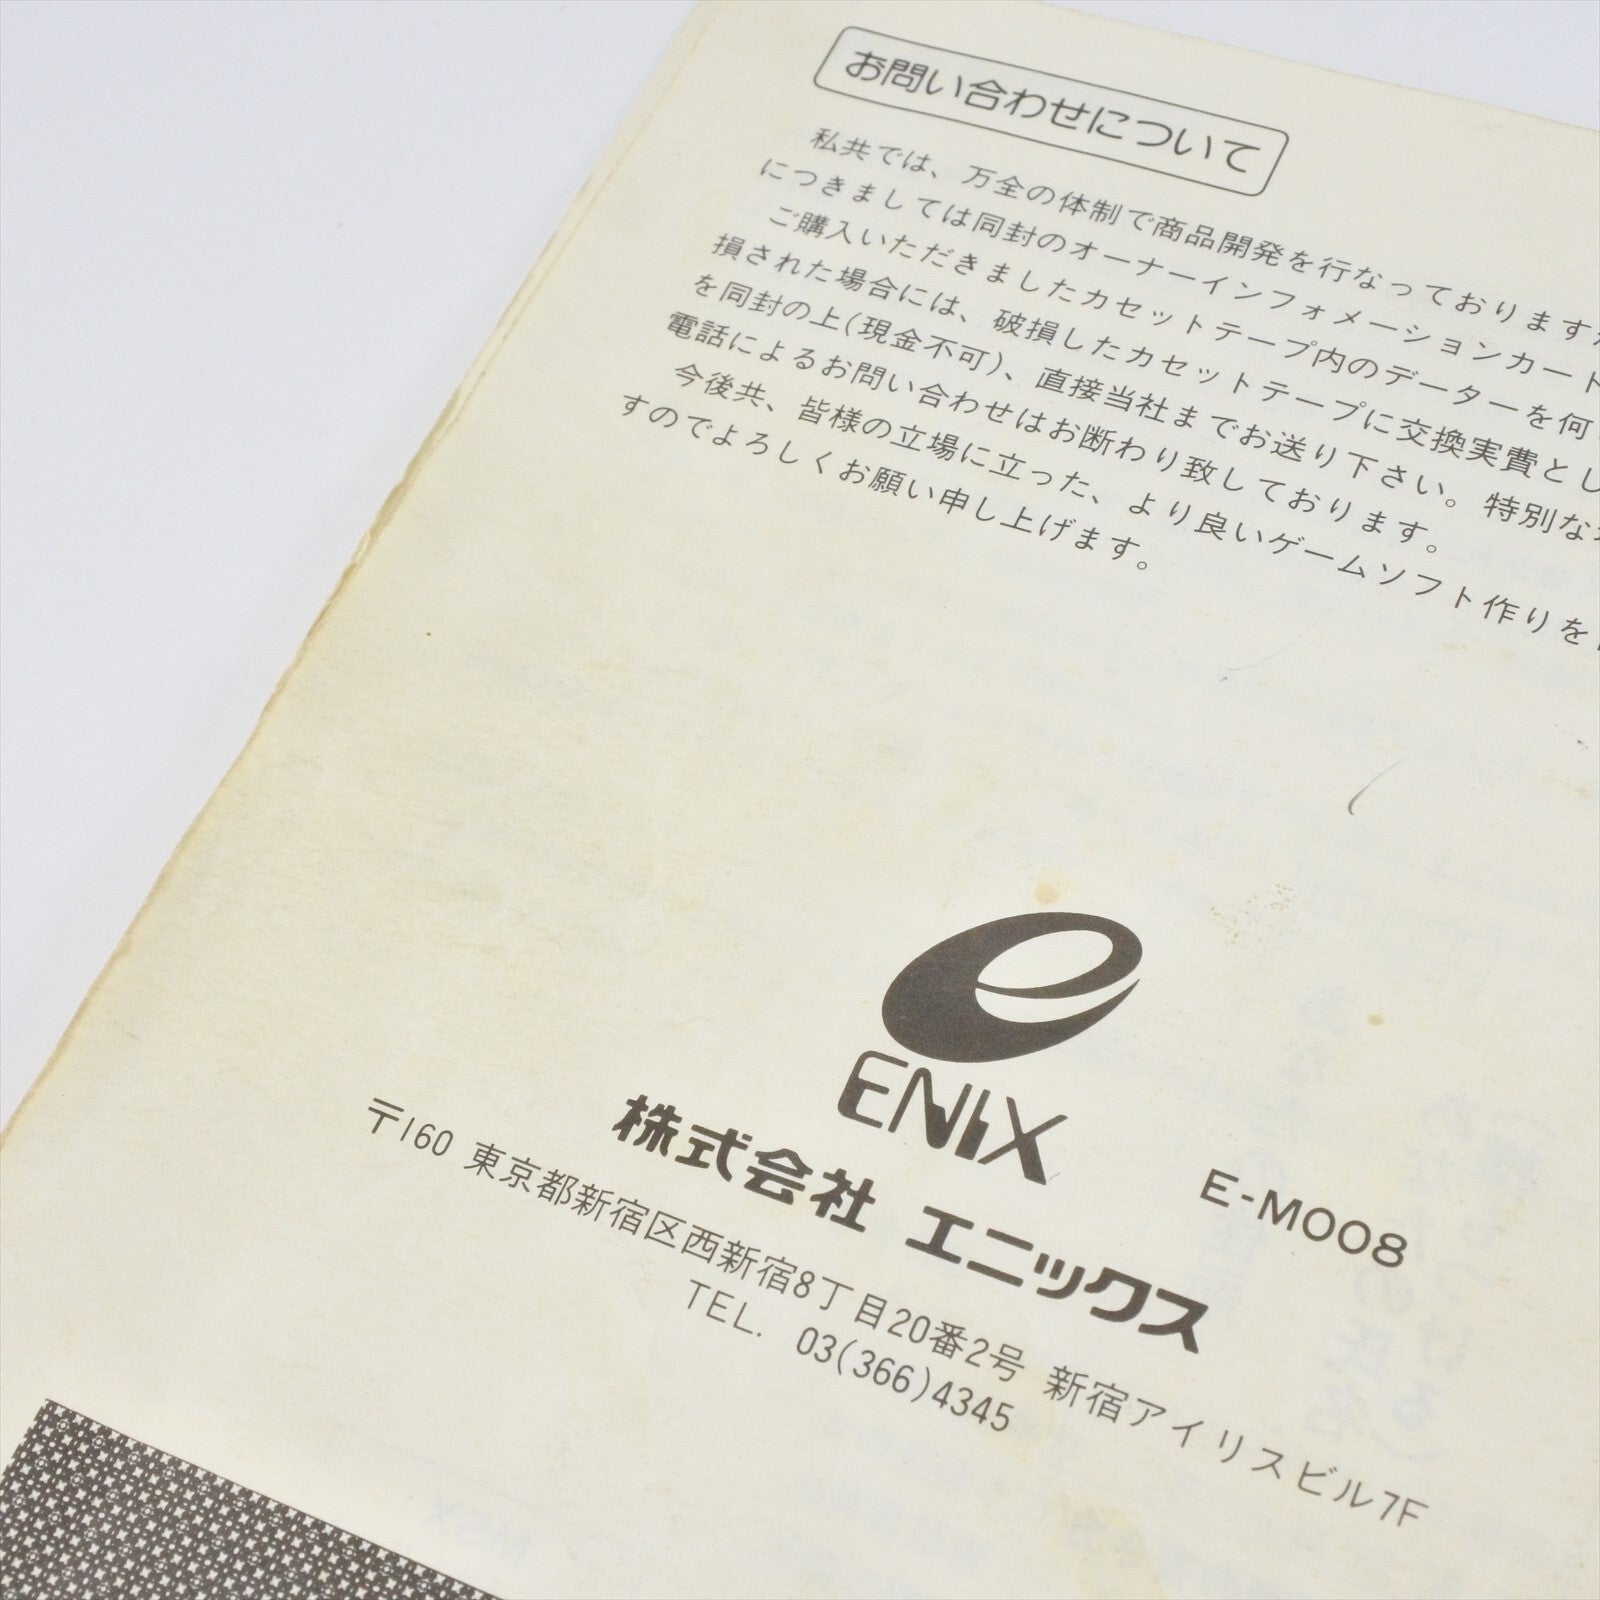 お問い合わせについて
私共では、万全の体制で商品開発を行なっております
につきましては同封のオーナーインフォメーションカード
ご購入いただきましたカセットテープ内のデーターを何
損された場合には、破損したカセットテープに交換実費とし
を同封の上(現金不可)、直接当社までお送り下さい。特別な
電話によるお問い合わせはお断わり致しております。
今後共、皆様の立場に立った、より良いゲームソフト作りを
すのでよろしくお願い申し上げます。
e
ENIX
E-M008
株式会社 エニックス
〒160 東京都新宿区西新宿8丁目20番2号 新宿アイリスビル7F
TEL. 03(366)4345